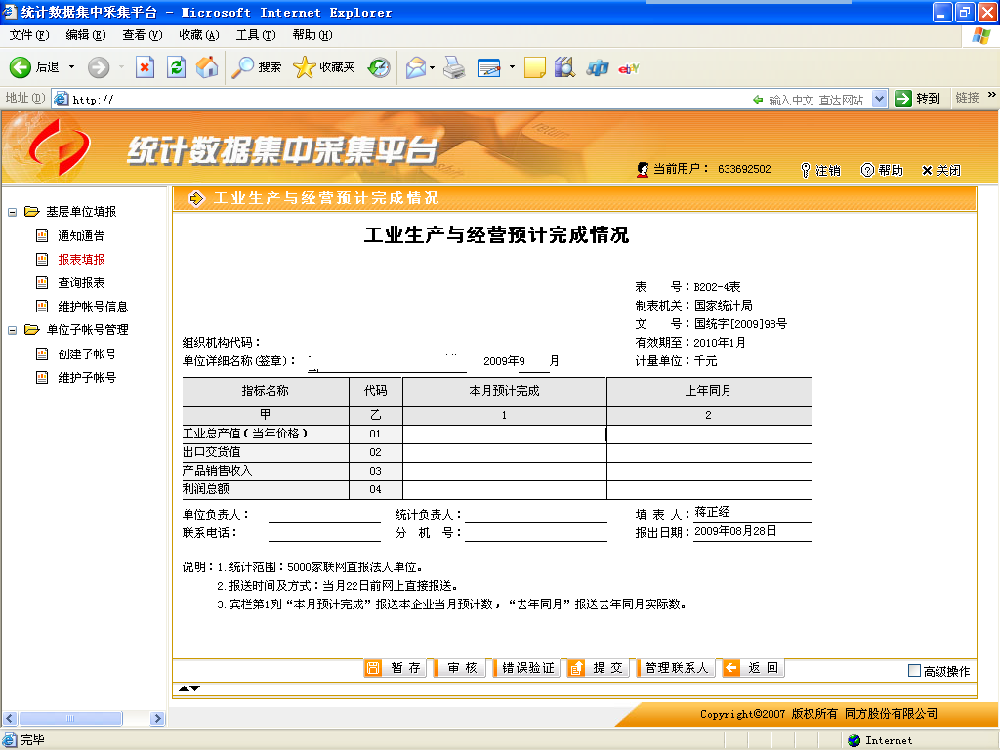 统计数据集中采集平台 - Microsoft Internet Explorer
文件(F) 编辑(E) 查看(V) 收藏(A) 工具(T) 帮助(H)
后退 搜索 收藏夹 ebY
地址(D) http:// 输入中文 直达网站 转到 链接 »
return
统计数据集中采集平台
当前用户： 633692502 注销 帮助 关闭
基层单位填报
通知通告
报表填报
查询报表
维护帐号信息
单位子帐号管理
创建子帐号
维护子帐号
工业生产与经营预计完成情况
工业生产与经营预计完成情况
表 号：B202-4表
制表机关：国家统计局
文 号：国统字[2009]98号
组织机构代码： 有效期至：2010年1月
单位详细名称(签章)： 2009年9 月 计量单位：千元
指标名称 代码 本月预计完成 上年同月
甲 乙 1 2
工业总产值(当年价格) 01
出口交货值 02
产品销售收入 03
利润总额 04
单位负责人： 统计负责人： 填 表 人：蒋正经
联系电话： 分 机 号： 报出日期：2009年08月28日
说明：1.统计范围：5000家联网直报法人单位。
2.报送时间及方式：当月22日前网上直接报送。
3.宾栏第1列“本月预计完成”报送本企业当月预计数，“去年同月”报送去年同月实际数。
暂 存 审 核 错误验证 提 交 管理联系人 返 回 高级操作
Copyright©2007 版权所有 同方股份有限公司
完毕 Internet